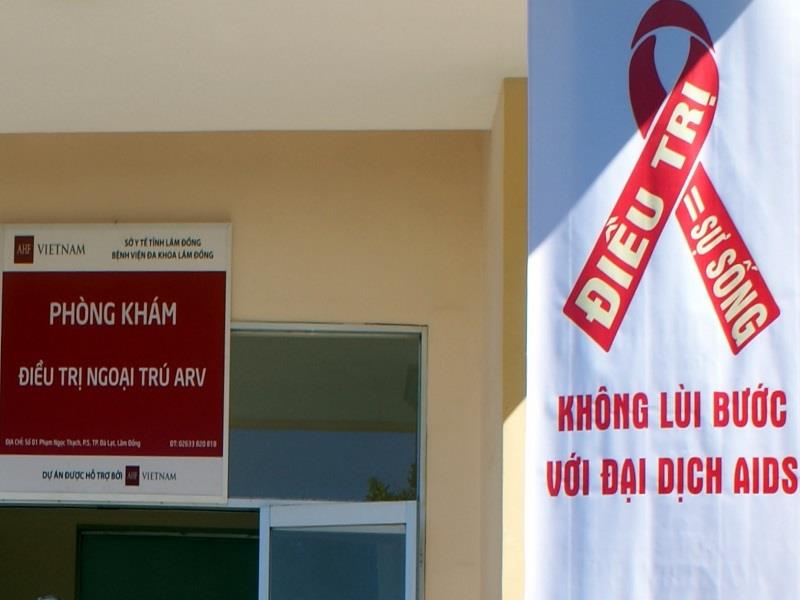 AHF VIETNAM
SỞ Y TẾ TỈNH LÂM ĐỒNG
BỆNH VIỆN ĐA KHOA LÂM ĐỒNG
PHÒNG KHÁM
ĐIỀU TRỊ NGOẠI TRÚ ARV
ĐỊA CHỈ: Số 01 Phạm Ngọc Thạch, P.5. TP. Đà Lạt, Lâm Đồng ĐT: 02633 820 818
DỰ ÁN ĐƯỢC HỖ TRỢ BỞI AHF VIETNAM
ĐIỀU TRỊ
= SỰ SỐNG
KHÔNG LÙI BƯỚC
VỚI ĐẠI DỊCH AIDS